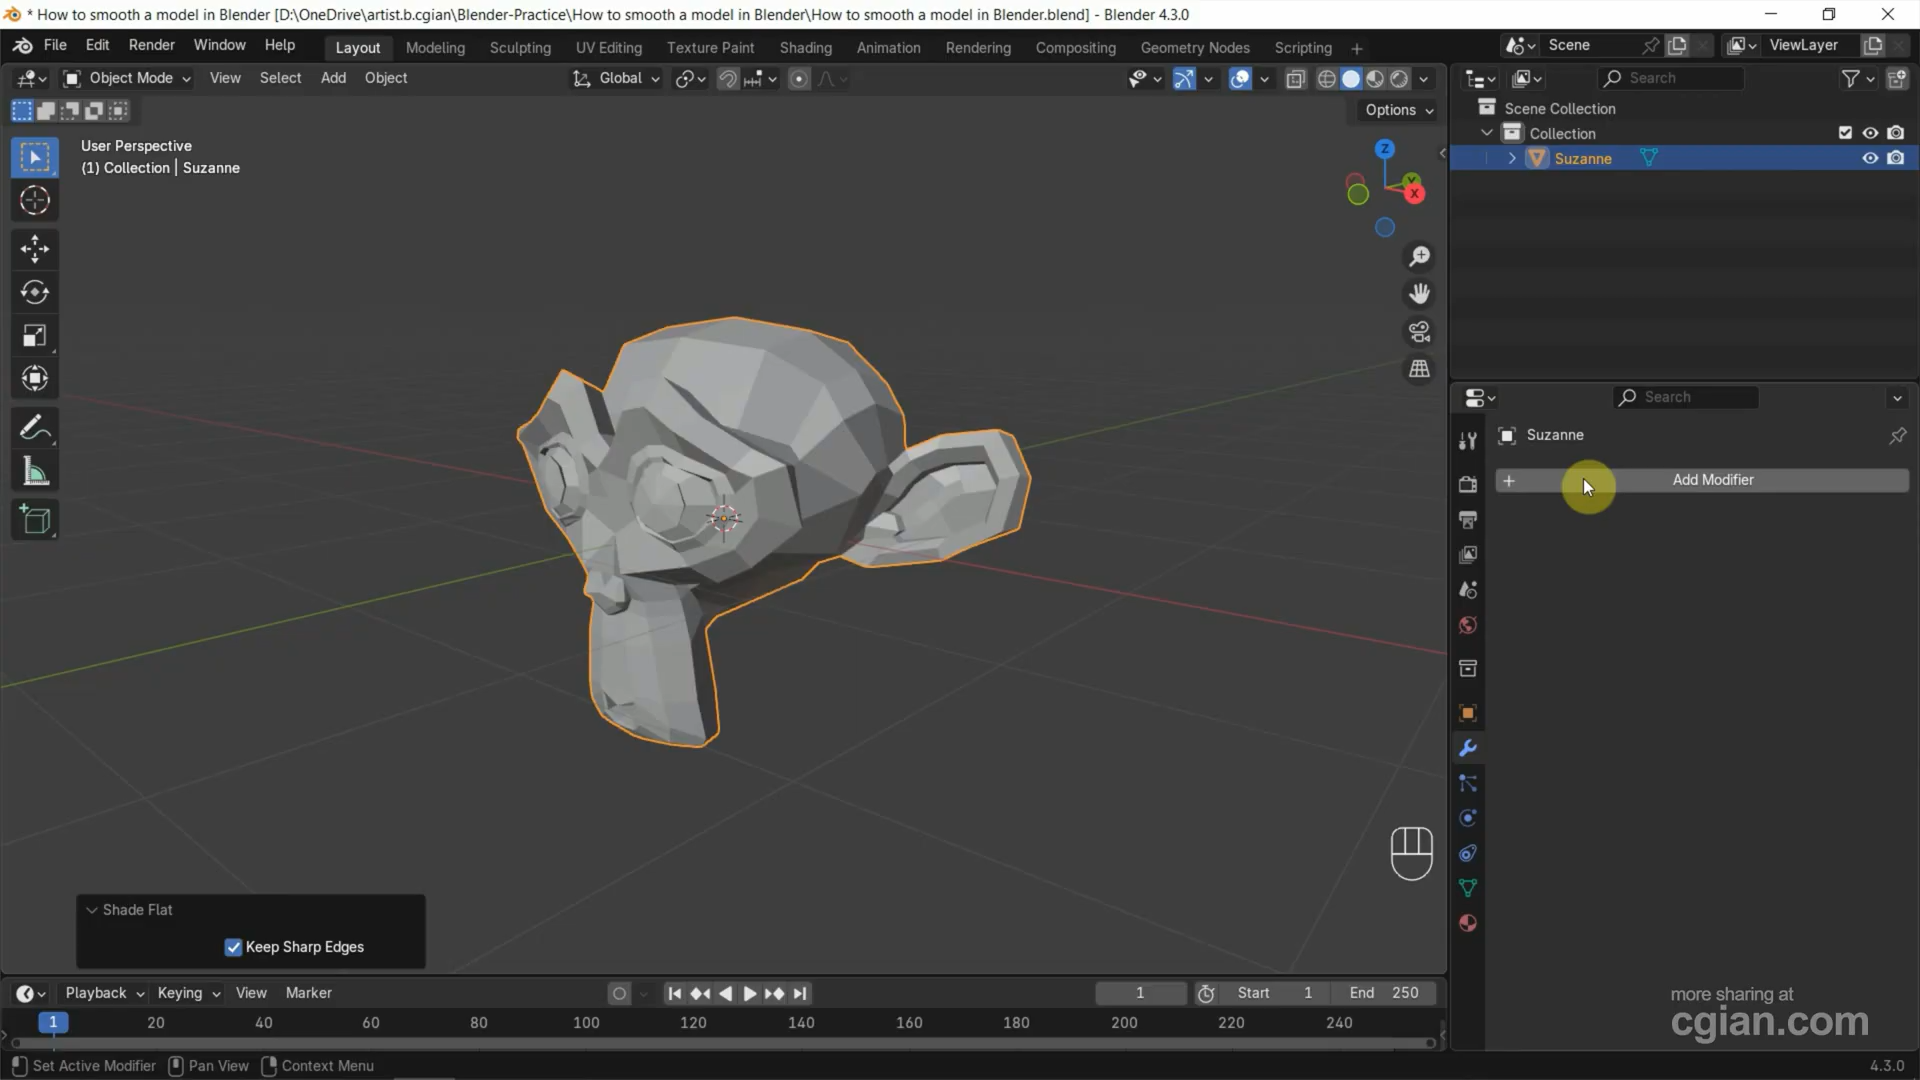 * How to smooth a model in Blender [D:\OneDrive\artist.b.cgian\Blender-Practice\How to smooth a model in Blender\How to smooth a model in Blender.blend] - Blender 4.3.0
File Edit Render Window Help Layout Modeling Sculpting UV Editing Texture Paint Shading Animation Rendering Compositing Geometry Nodes Scripting + Scene ViewLayer
Object Mode View Select Add Object Global Search
Options
Scene Collection
Collection
Suzanne
User Perspective
(1) Collection | Suzanne
Z
Y
X
Search
Suzanne
+ Add Modifier
Shade Flat
Keep Sharp Edges
Playback Keying View Marker 1 Start 1 End 250
1 20 40 60 80 100 120 140 160 180 200 220 240
more sharing at
cgian.com
Set Active Modifier Pan View Context Menu 4.3.0